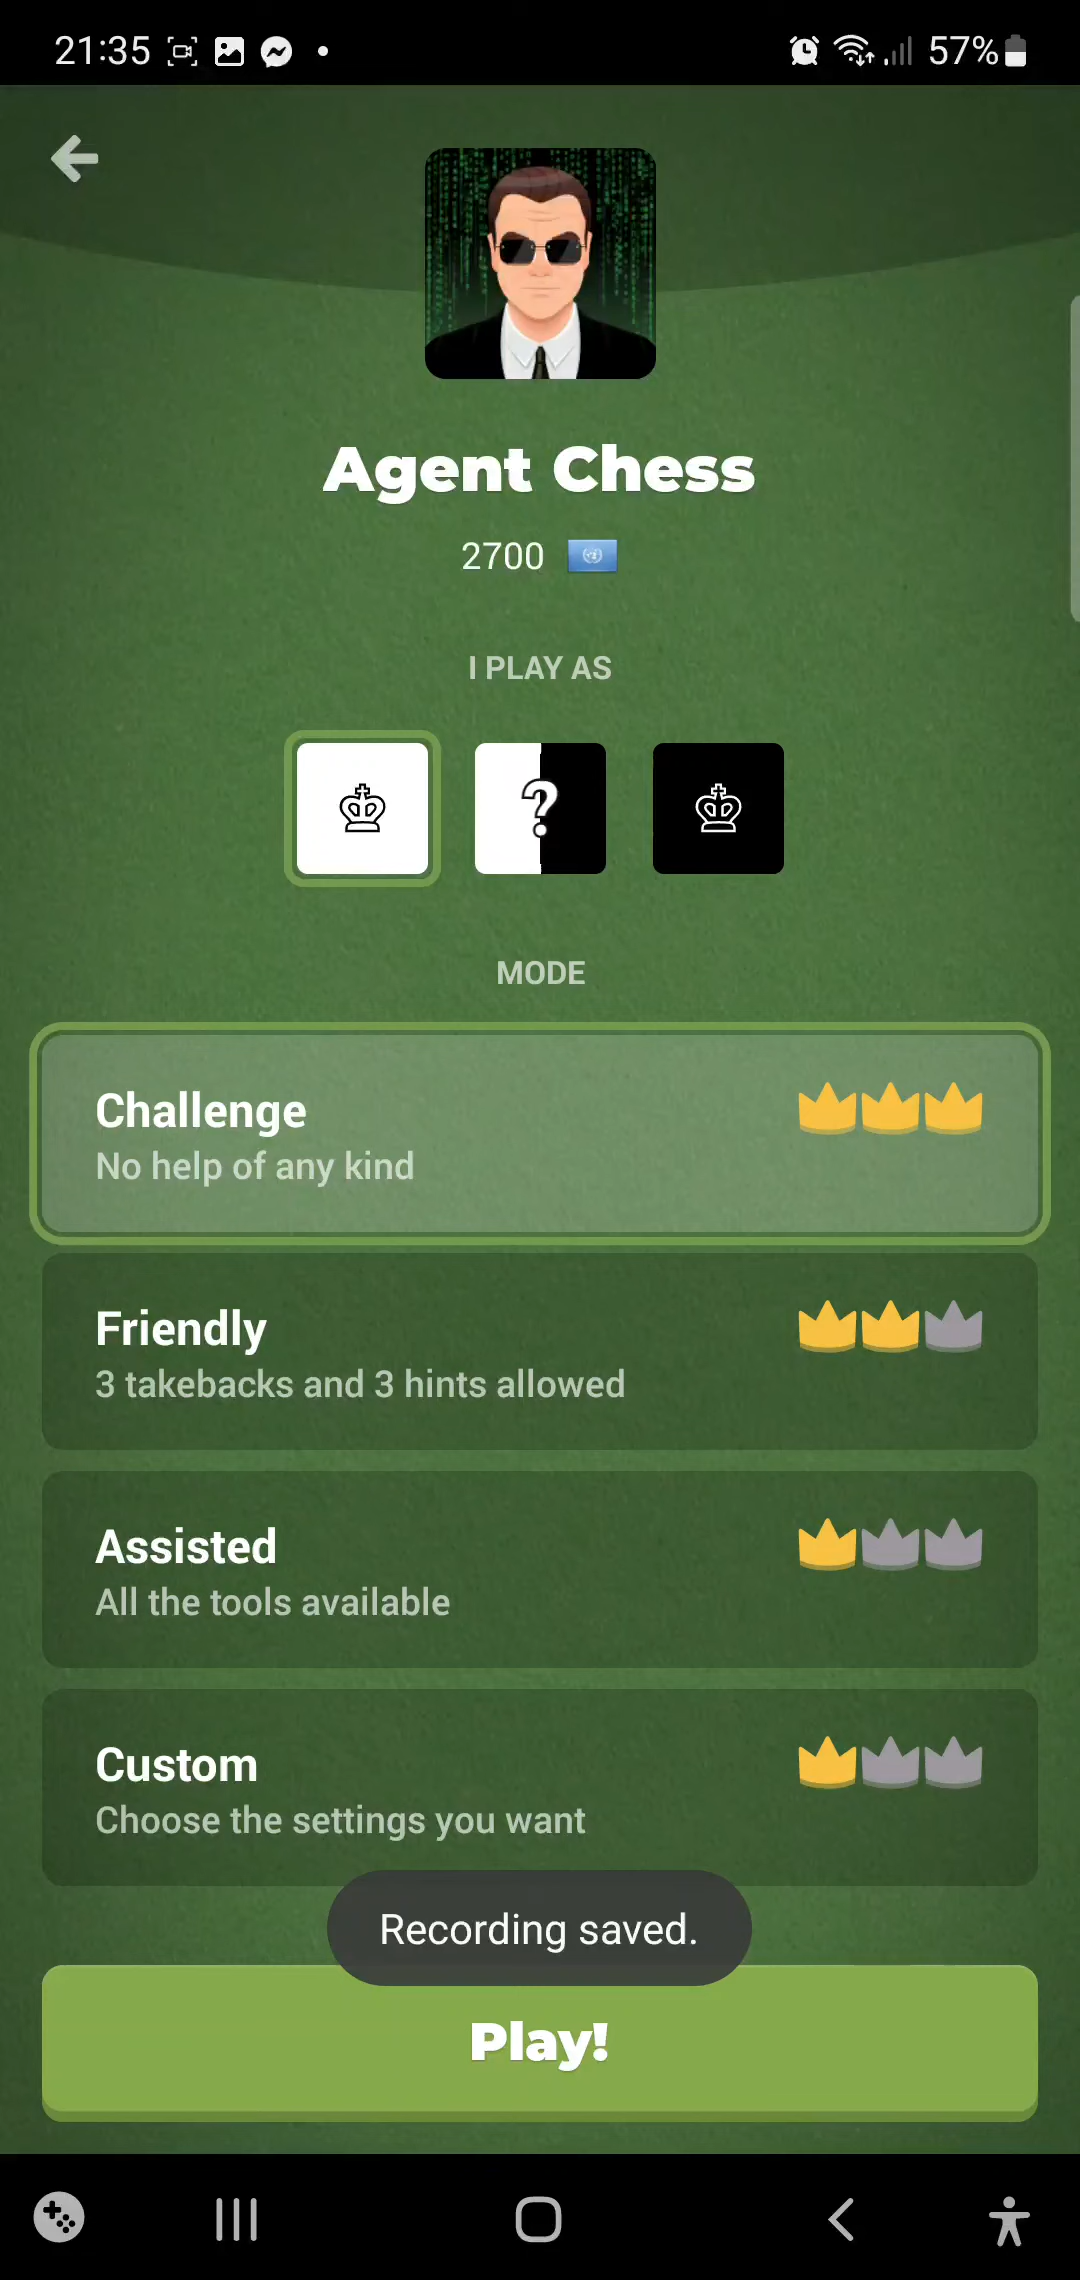 21:35
57%
Agent Chess
2700
I PLAY AS
?
MODE
Challenge
No help of any kind
Friendly
3 takebacks and 3 hints allowed
Assisted
All the tools available
Custom
Choose the settings you want
Recording saved.
Play!